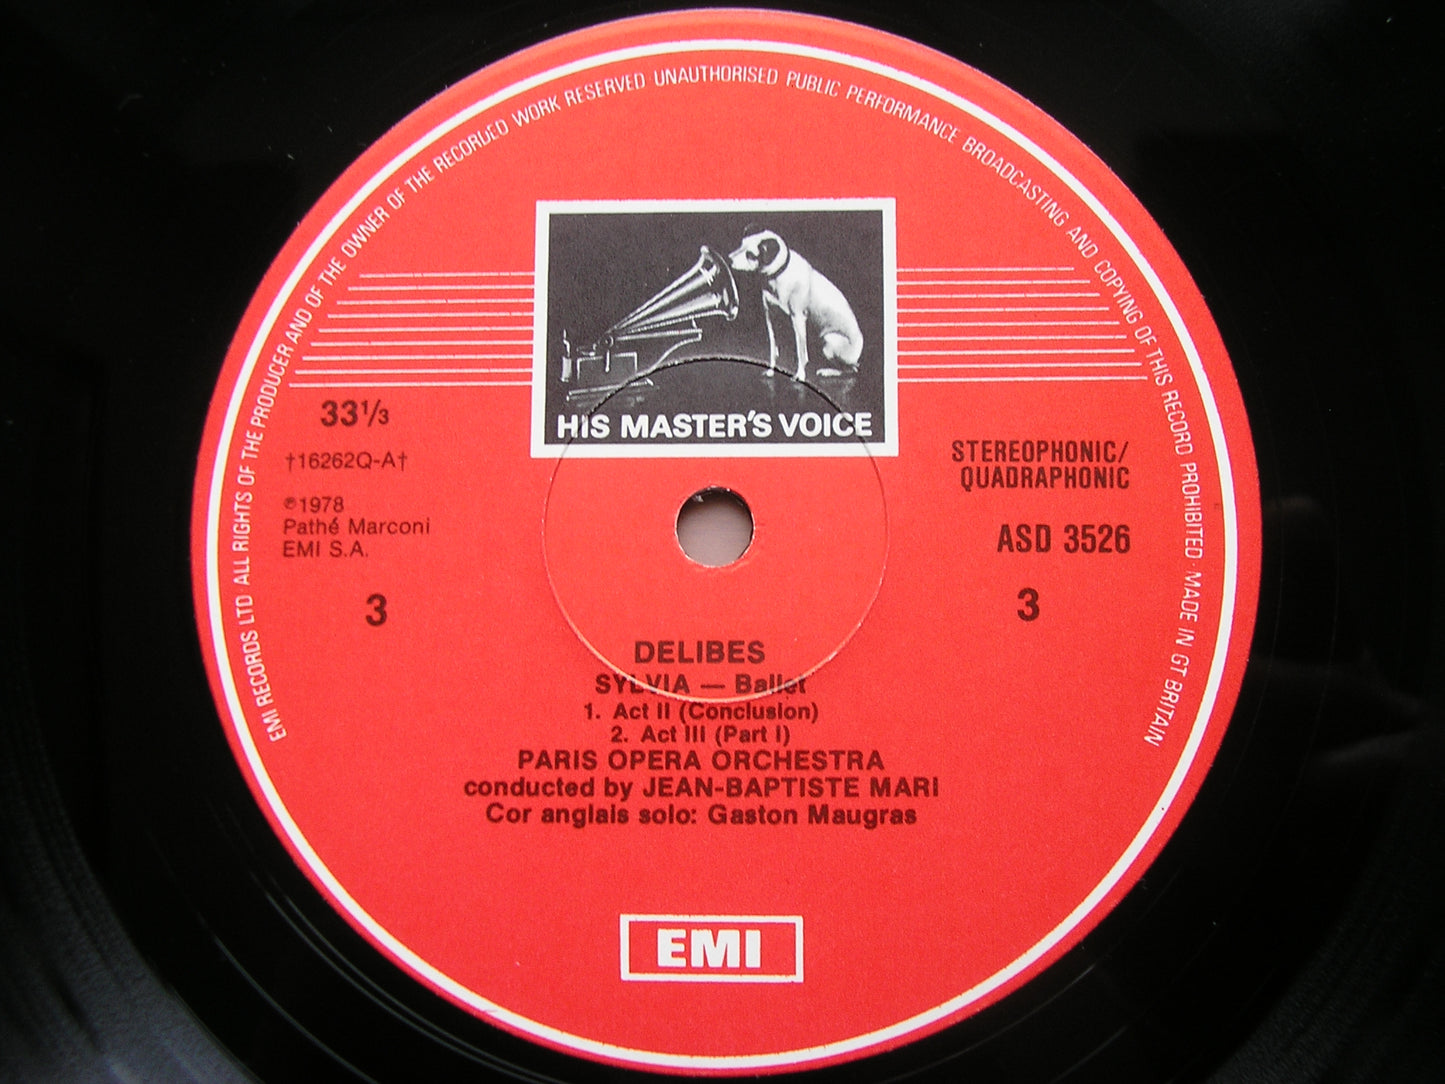 EMI RECORDS LTD · ALL RIGHTS OF THE PRODUCER AND OF THE OWNER OF THE RECORDED WORK RESERVED UNAUTHORISED PUBLIC PERFORMANCE BROADCASTING AND COPYING OF THIS RECORD PROHIBITED · MADE IN GT BRITAIN
HIS MASTER'S VOICE
33⅓
†16262Q-A†
℗1978
Pathé Marconi
EMI S.A.
3
STEREOPHONIC/
QUADRAPHONIC
ASD 3526
3
DELIBES
SYLVIA — Ballet
1. Act II (Conclusion)
2. Act III (Part I)
PARIS OPERA ORCHESTRA
conducted by JEAN-BAPTISTE MARI
Cor anglais solo: Gaston Maugras
EMI